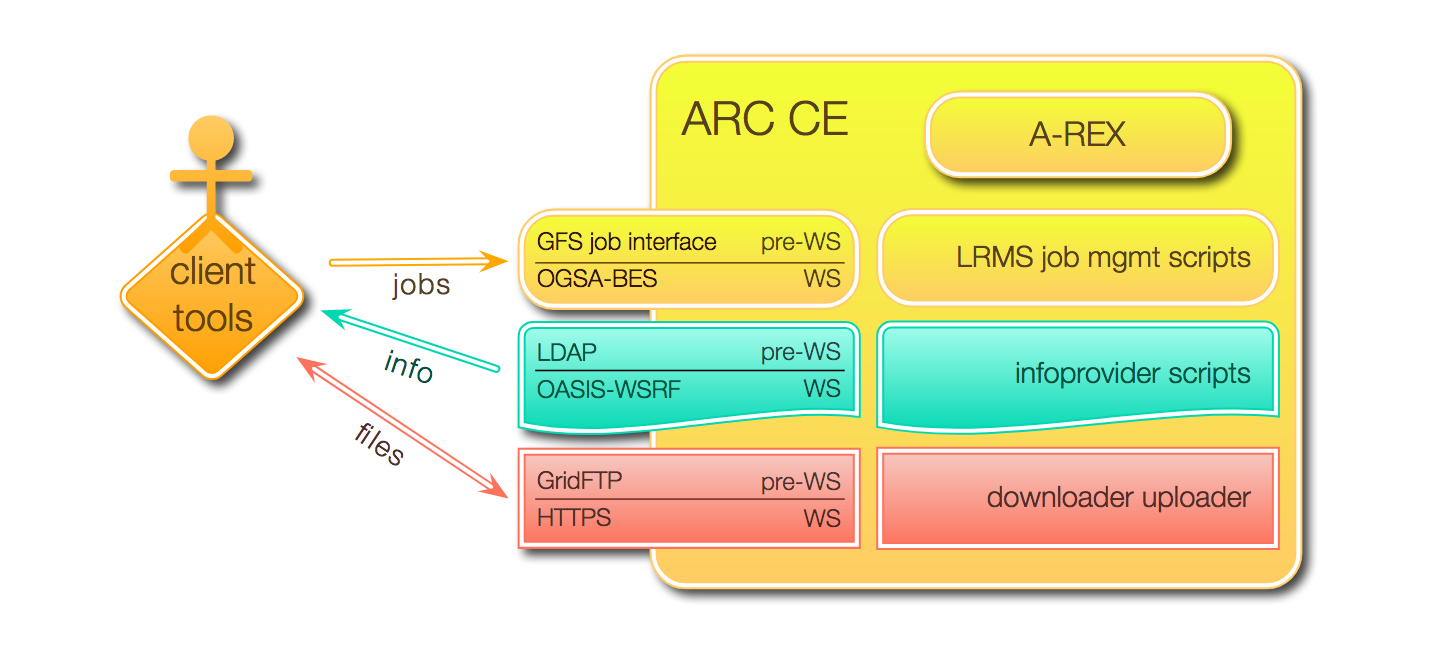 ARC CE
A-REX
client
tools
jobs
info
files
GFS job interface pre-WS
OGSA-BES WS
LRMS job mgmt scripts
LDAP pre-WS
OASIS-WSRF WS
infoprovider scripts
GridFTP pre-WS
HTTPS WS
downloader uploader